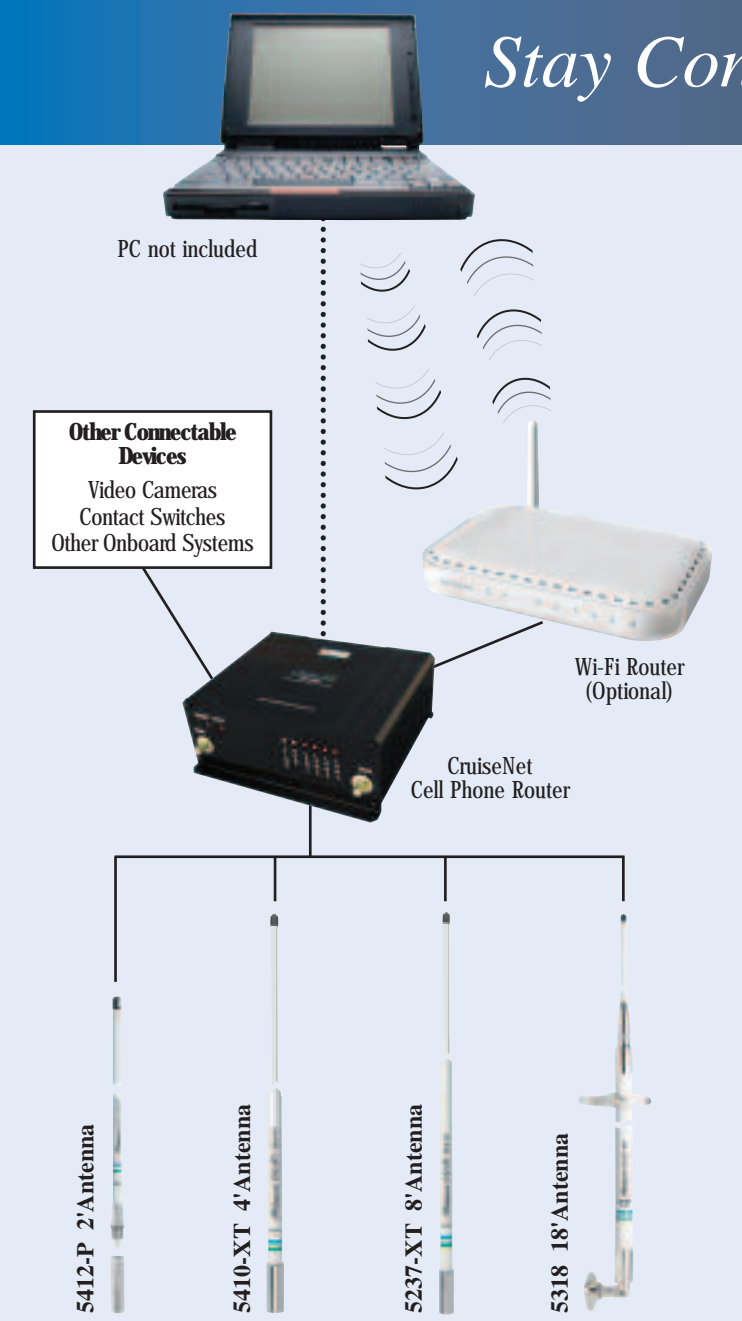 Stay Con
PC not included
Other Connectable
Devices
Video Cameras
Contact Switches
Other Onboard Systems
Wi-Fi Router
(Optional)
CruiseNet
Cell Phone Router
5412-P 2'Antenna
5410-XT 4'Antenna
5237-XT 8'Antenna
5318 18'Antenna